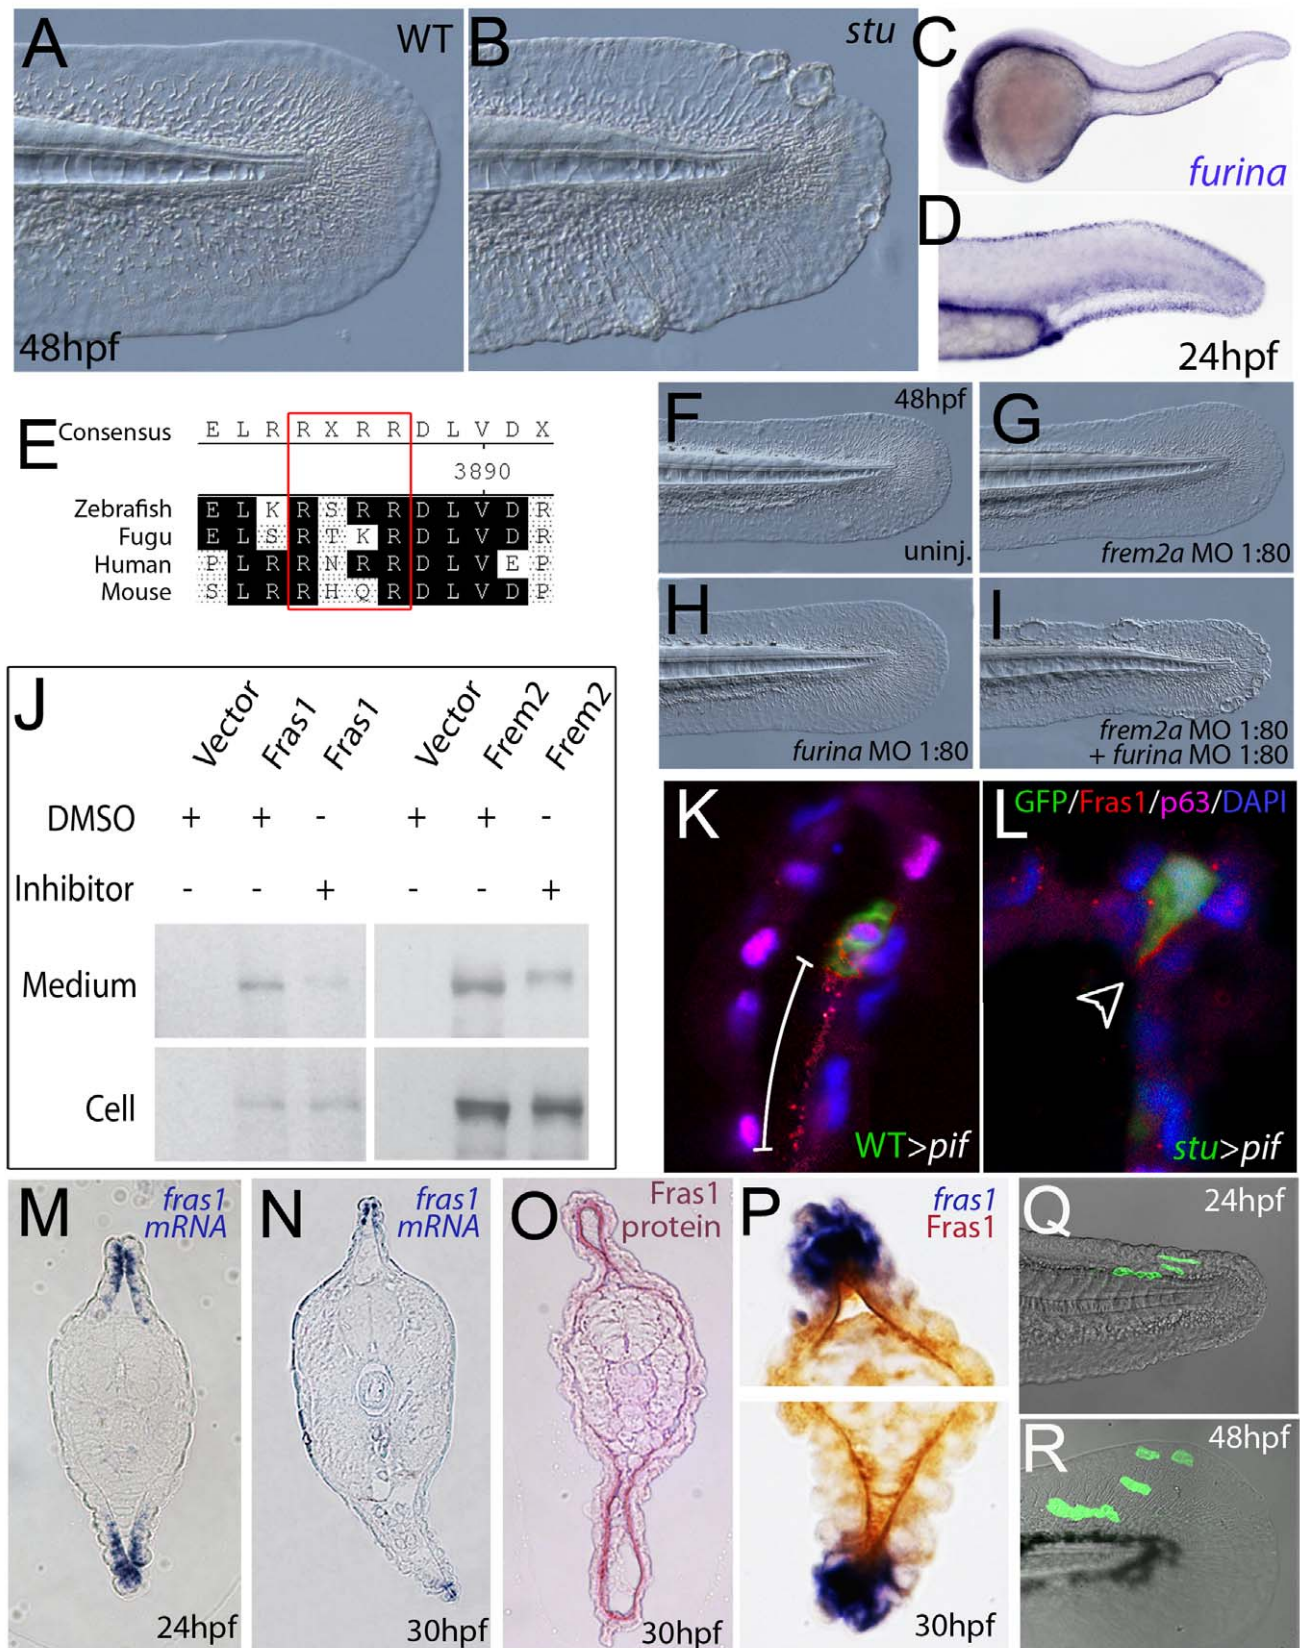 A
WT
48hpf
B
stu
C
furina
D
24hpf
E
Consensus E L R R X R R D L V D X
3890
Zebrafish E L K R S R R D L V D R
Fugu E L S R T K R D L V D R
Human P L R R N R R D L V E P
Mouse S L R R H Q R D L V D P
F
48hpf
uninj.
G
frem2a MO 1:80
H
furina MO 1:80
I
frem2a MO 1:80
+ furina MO 1:80
J
Vector Fras1 Fras1 Vector Frem2 Frem2
DMSO + + - + + -
Inhibitor - - + - - +
Medium
Cell
K
WT>pif
GFP/Fras1/p63/DAPI
L
stu>pif
M
fras1
mRNA
24hpf
N
fras1
mRNA
30hpf
O
Fras1
protein
30hpf
P
fras1
Fras1
30hpf
Q
24hpf
R
48hpf